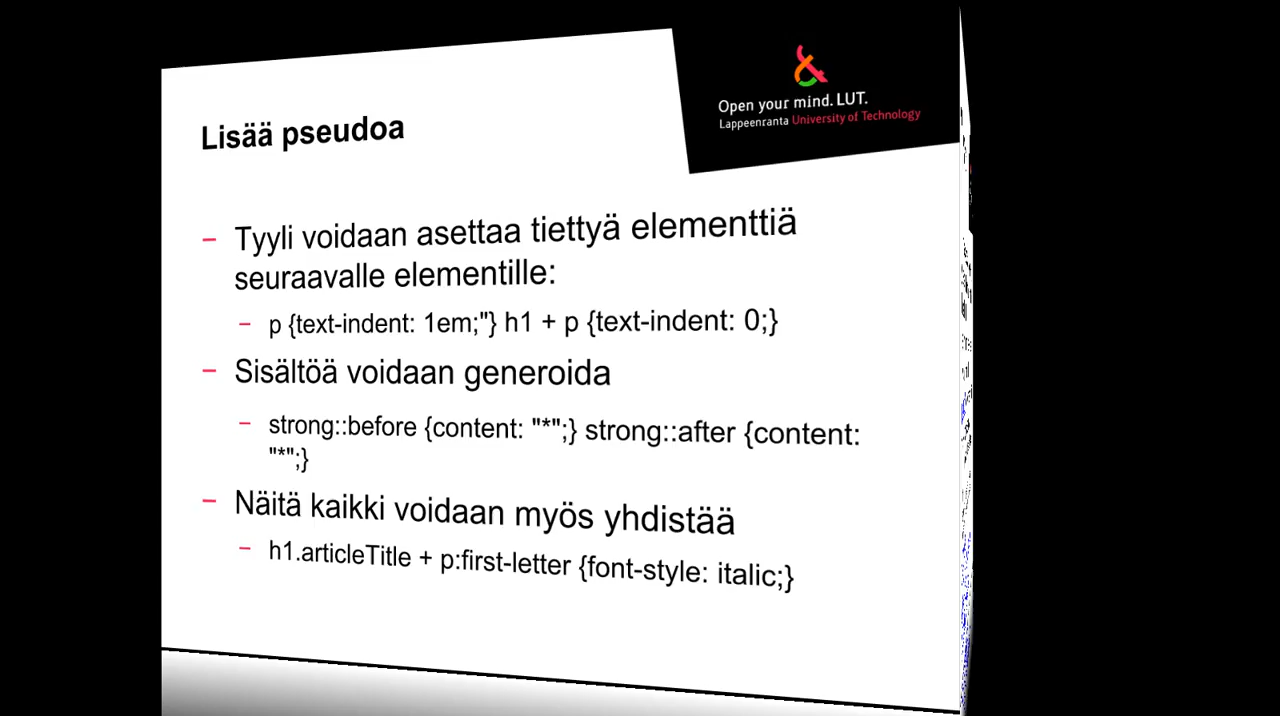 Open your mind. LUT.
Lappeenranta University of Technology
Lisää pseudoa
– Tyyli voidaan asettaa tiettyä elementtiä
seuraavalle elementille:
– p {text-indent: 1em;"} h1 + p {text-indent: 0;}
– Sisältöä voidaan generoida
– strong::before {content: "*";} strong::after {content:
"*";}
– Näitä kaikki voidaan myös yhdistää
– h1.articleTitle + p:first-letter {font-style: italic;}